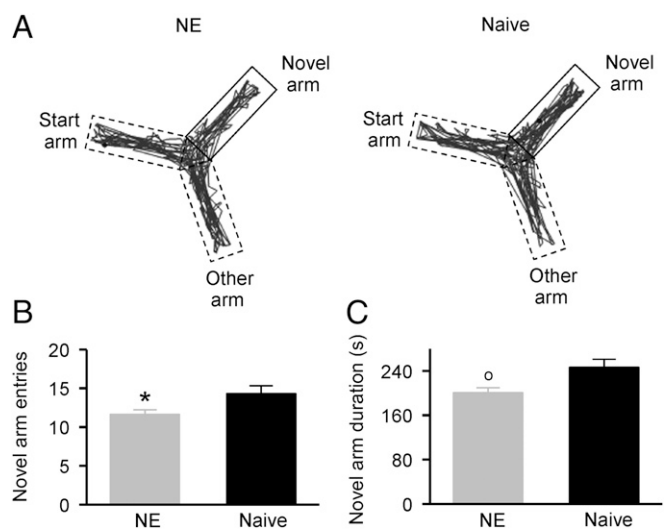 A
NE
Naive
Novel
arm
Start
arm
Other
arm
Novel
arm
Start
arm
Other
arm
B
Novel arm entries
20
15
10
5
0
*
NE
Naive
C
Novel arm duration (s)
240
160
80
0
o
NE
Naive